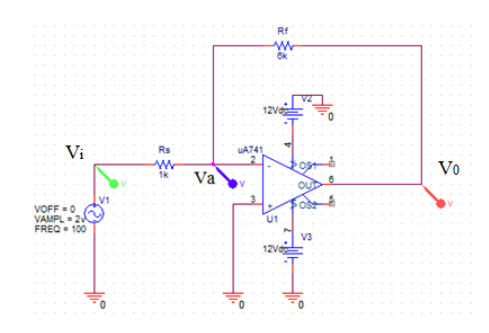 Rf
6k
V2
12Vdc
0
Vi
Rs
1k
Va
uA741
2
-
4
OS1
1
V0
OUT
6
V
V
V
V1
VOFF = 0
VAMPL = 2v
FREQ = 100
3
+
U1
OS2
5
7
V3
12Vdc
0
0
0